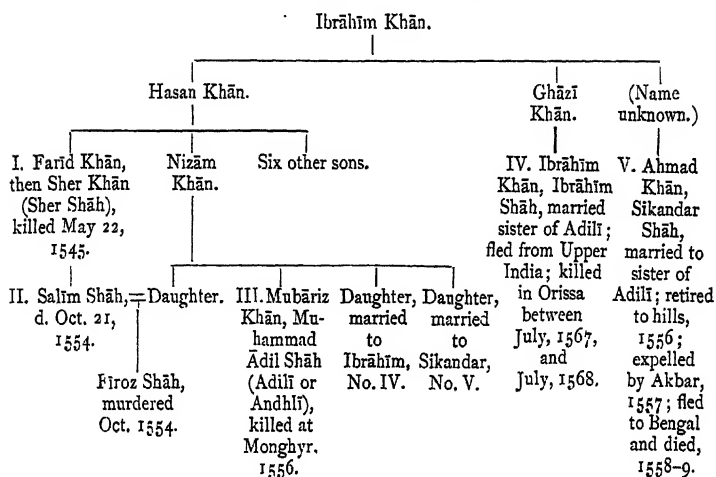 Ibrāhīm Khān.
Hasan Khān.
Ghāzī
Khān.
(Name
unknown.)
I. Farīd Khān,
then Sher Khān
(Sher Shāh),
killed May 22,
1545.
Nizām
Khān.
Six other sons.
IV. Ibrāhīm
Khān, Ibrāhīm
Shāh, married
sister of Adilī;
fled from Upper
India; killed
in Orissa
between
July, 1567,
and
July, 1568.
V. Ahmad
Khān,
Sikandar
Shāh,
married to
sister of
Adilī; retired
to hills,
1556;
expelled
by Akbar,
1557; fled
to Bengal
and died,
1558-9.
II. Salīm Shāh,
d. Oct. 21,
1554.
= Daughter.
III. Mubāriz
Khān, Mu-
hammad
Ādil Shāh
(Adilī or
Andhlī),
killed at
Monghyr.
1556.
Daughter,
married
to
Ibrāhīm,
No. IV.
Daughter,
married
to
Sikandar,
No. V.
Fīroz Shāh,
murdered
Oct. 1554.